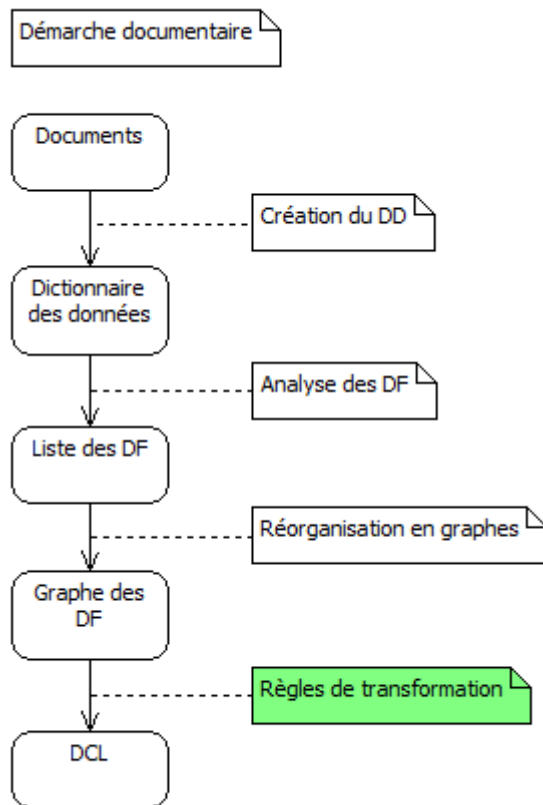 Démarche documentaire
Documents
Création du DD
Dictionnaire
des données
Analyse des DF
Liste des DF
Réorganisation en graphes
Graphe des
DF
Règles de transformation
DCL